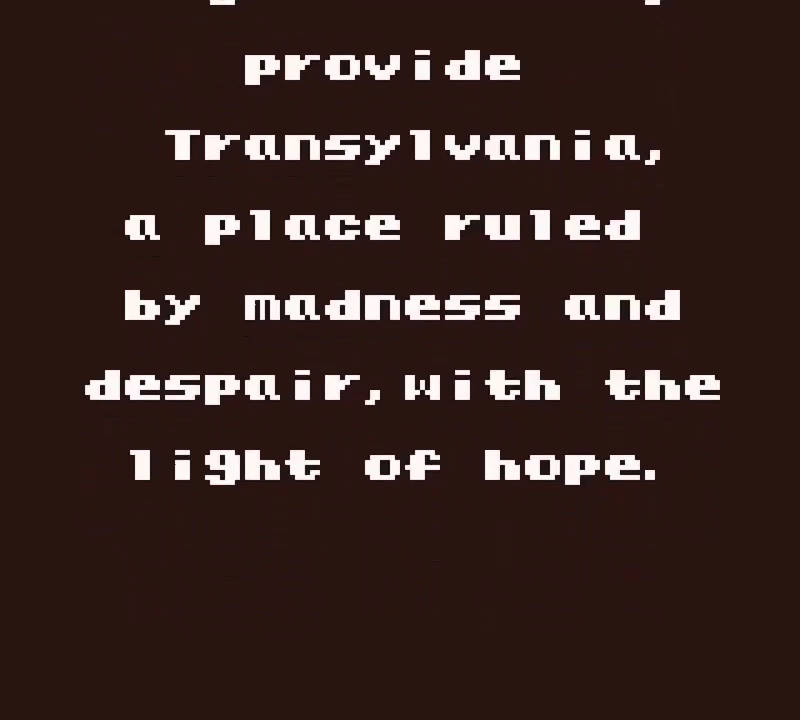 provide
Transylvania,
a place ruled
by madness and
despair,with the
light of hope.